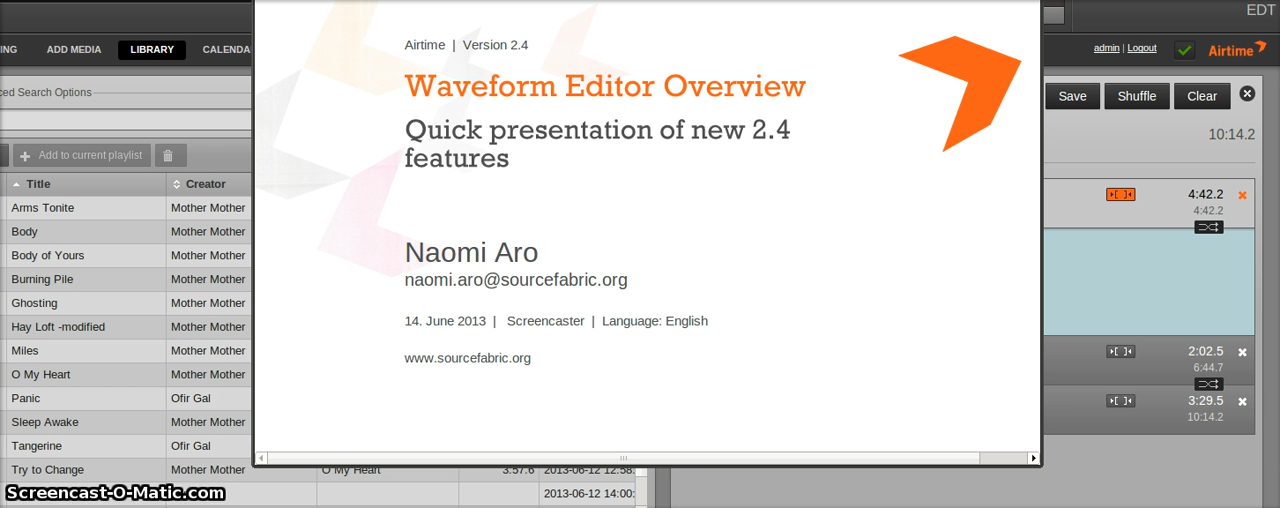 EDT
ING ADD MEDIA LIBRARY CALENDA
admin | Logout
Airtime
ced Search Options
Add to current playlist
Title Creator
Arms Tonite Mother Mother
Body Mother Mother
Body of Yours Mother Mother
Burning Pile Mother Mother
Ghosting Mother Mother
Hay Loft -modified Mother Mother
Miles Mother Mother
O My Heart Mother Mother
Panic Ofir Gal
Sleep Awake Mother Mother
Tangerine Ofir Gal
Try to Change Mother Mother O My Heart 3:57.6 2013-06-12 12:58:
2013-06-12 14:00:
Airtime | Version 2.4
Waveform Editor Overview
Quick presentation of new 2.4
features
Naomi Aro
naomi.aro@sourcefabric.org
14. June 2013 | Screencaster | Language: English
www.sourcefabric.org
Save Shuffle Clear
10:14.2
4:42.2
4:42.2
2:02.5
6:44.7
3:29.5
10:14.2
Screencast-O-Matic.com